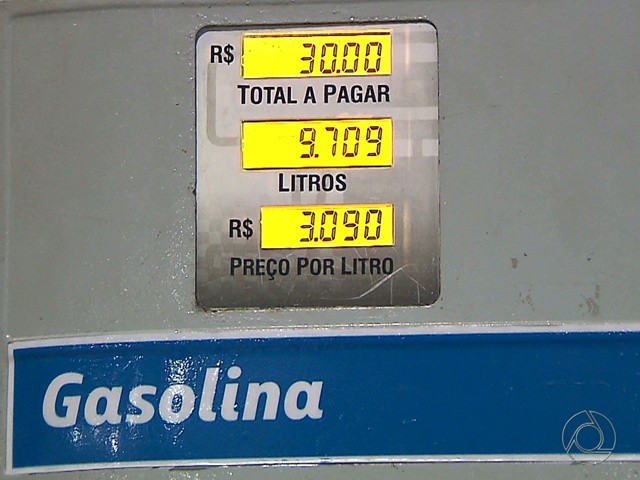 R$ 30.00
TOTAL A PAGAR
9.709
LITROS
R$ 3.090
PREÇO POR LITRO
Gasolina